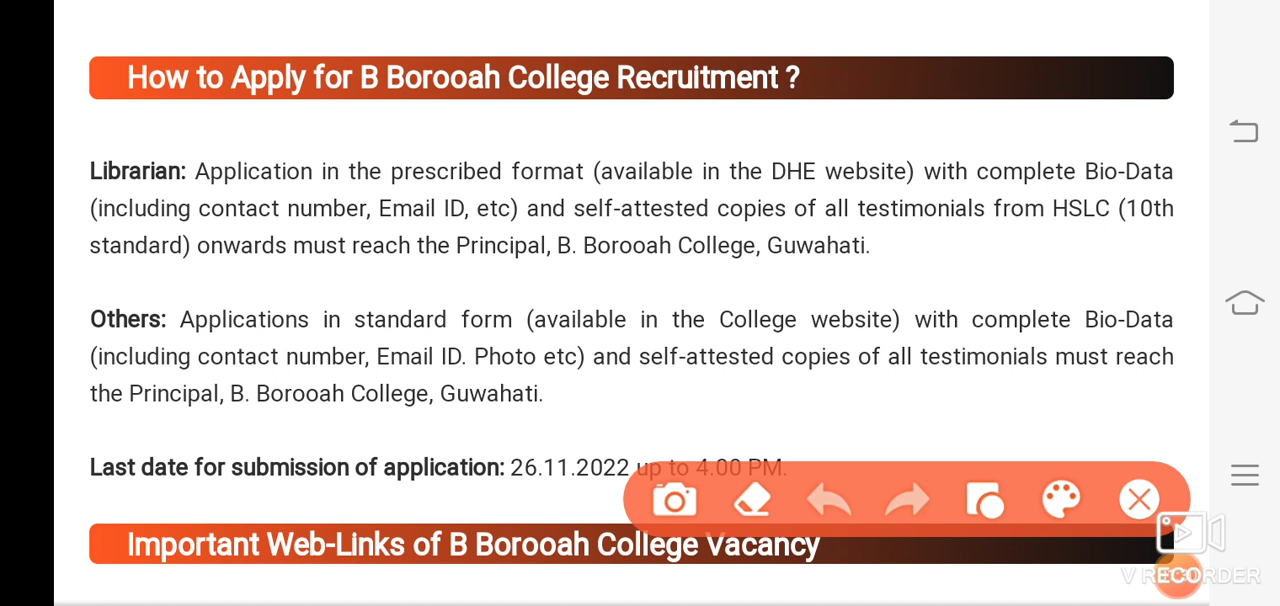 How to Apply for B Borooah College Recruitment ?
Librarian: Application in the prescribed format (available in the DHE website) with complete Bio-Data
(including contact number, Email ID, etc) and self-attested copies of all testimonials from HSLC (10th
standard) onwards must reach the Principal, B. Borooah College, Guwahati.
Others: Applications in standard form (available in the College website) with complete Bio-Data
(including contact number, Email ID. Photo etc) and self-attested copies of all testimonials must reach
the Principal, B. Borooah College, Guwahati.
Last date for submission of application: 26.11.2022 up to 4.00 PM.
Important Web-Links of B Borooah College Vacancy
V RECORDER